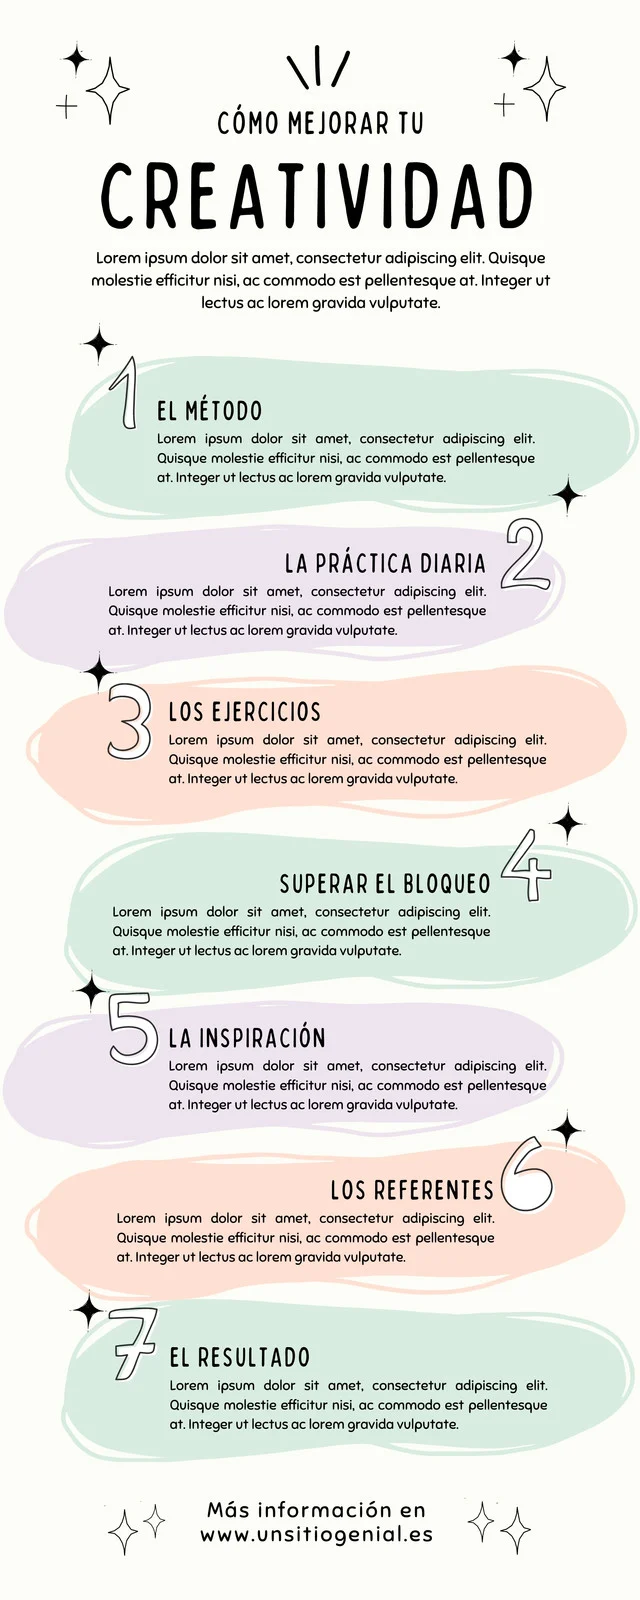 CÓMO MEJORAR TU
CREATIVIDAD
Lorem ipsum dolor sit amet, consectetur adipiscing elit. Quisque
molestie efficitur nisi, ac commodo est pellentesque at. Integer ut
lectus ac lorem gravida vulputate.
1
EL MÉTODO
Lorem ipsum dolor sit amet, consectetur adipiscing elit.
Quisque molestie efficitur nisi, ac commodo est pellentesque
at. Integer ut lectus ac lorem gravida vulputate.
2
LA PRÁCTICA DIARIA
Lorem ipsum dolor sit amet, consectetur adipiscing elit.
Quisque molestie efficitur nisi, ac commodo est pellentesque
at. Integer ut lectus ac lorem gravida vulputate.
3
LOS EJERCICIOS
Lorem ipsum dolor sit amet, consectetur adipiscing elit.
Quisque molestie efficitur nisi, ac commodo est pellentesque
at. Integer ut lectus ac lorem gravida vulputate.
4
SUPERAR EL BLOQUEO
Lorem ipsum dolor sit amet, consectetur adipiscing elit.
Quisque molestie efficitur nisi, ac commodo est pellentesque
at. Integer ut lectus ac lorem gravida vulputate.
5
LA INSPIRACIÓN
Lorem ipsum dolor sit amet, consectetur adipiscing elit.
Quisque molestie efficitur nisi, ac commodo est pellentesque
at. Integer ut lectus ac lorem gravida vulputate.
6
LOS REFERENTES
Lorem ipsum dolor sit amet, consectetur adipiscing elit.
Quisque molestie efficitur nisi, ac commodo est pellentesque
at. Integer ut lectus ac lorem gravida vulputate.
7
EL RESULTADO
Lorem ipsum dolor sit amet, consectetur adipiscing elit.
Quisque molestie efficitur nisi, ac commodo est pellentesque
at. Integer ut lectus ac lorem gravida vulputate.
Más información en
www.unsitiogenial.es